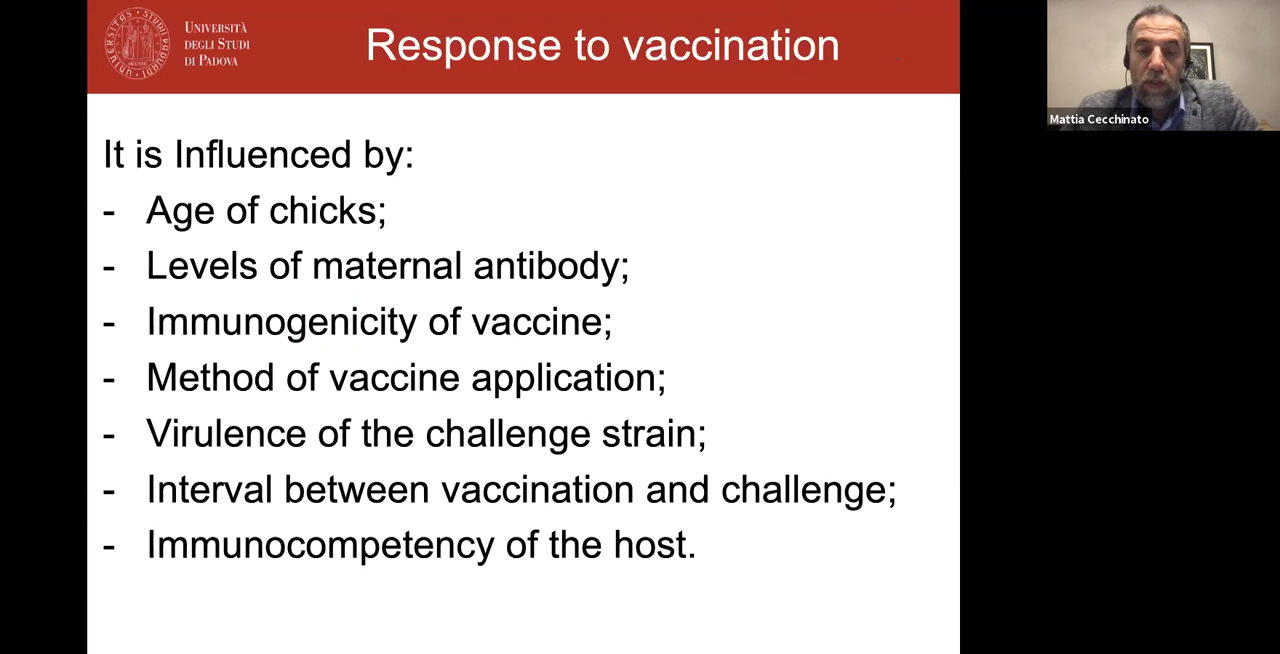 UNIVERSITÀ
DEGLI STUDI
DI PADOVA
Response to vaccination
Mattia Cecchinato
It is Influenced by:
- Age of chicks;
- Levels of maternal antibody;
- Immunogenicity of vaccine;
- Method of vaccine application;
- Virulence of the challenge strain;
- Interval between vaccination and challenge;
- Immunocompetency of the host.